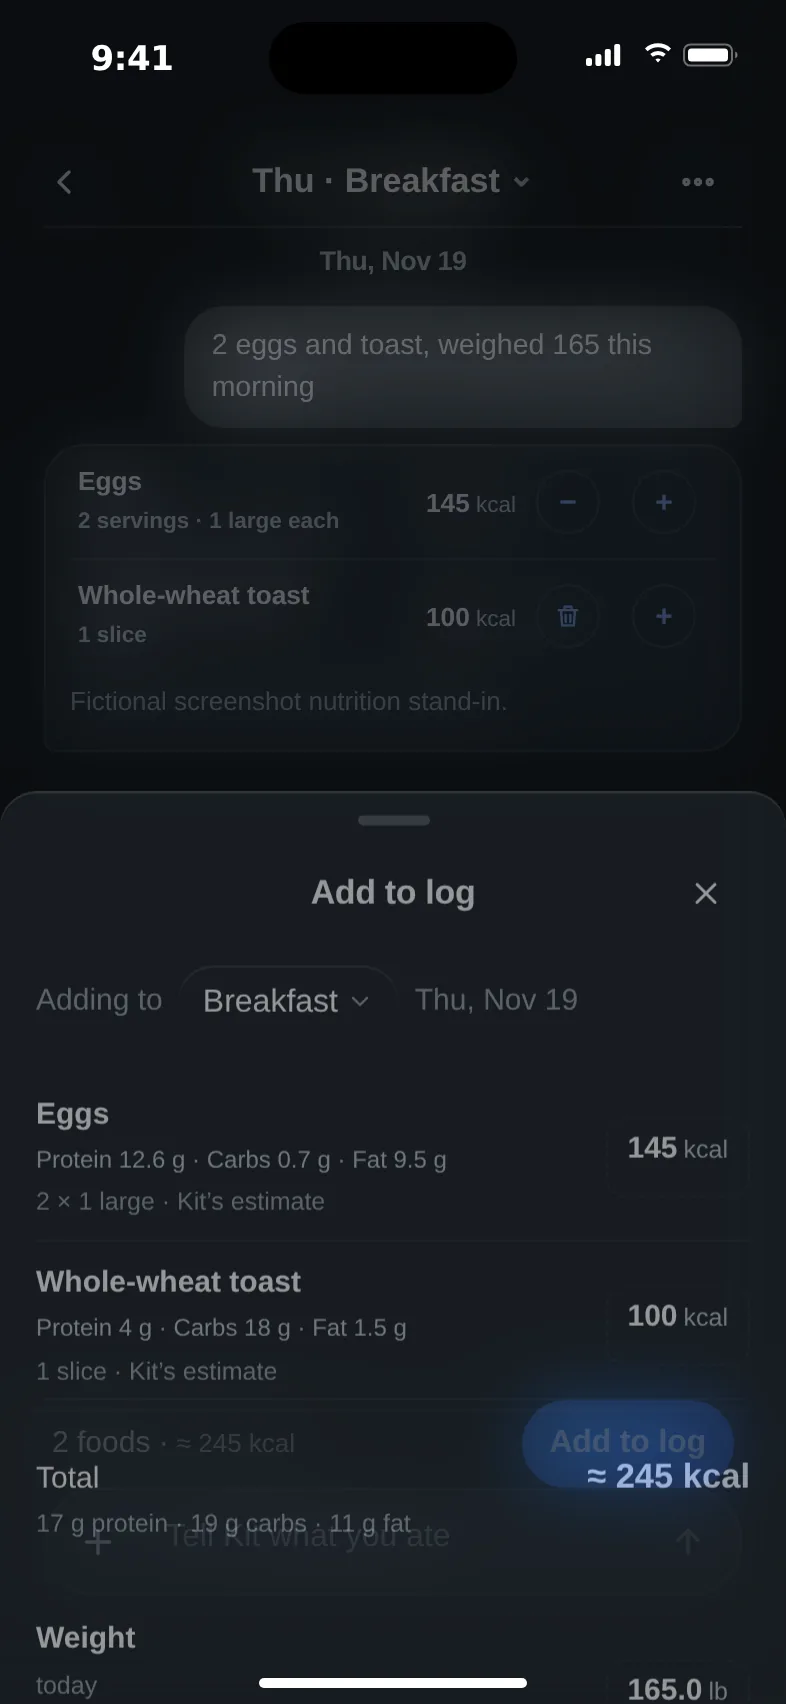 9:41
Thu · Breakfast
Thu, Nov 19
2 eggs and toast, weighed 165 this
morning
Eggs
145 kcal
2 servings · 1 large each
Whole-wheat toast
100 kcal
1 slice
Fictional screenshot nutrition stand-in.
Add to log
Adding to Breakfast Thu, Nov 19
Eggs
145 kcal
Protein 12.6 g · Carbs 0.7 g · Fat 9.5 g
2 × 1 large · Kit’s estimate
Whole-wheat toast
100 kcal
Protein 4 g · Carbs 18 g · Fat 1.5 g
1 slice · Kit’s estimate
2 foods · ≈ 245 kcal Add to log
Total ≈ 245 kcal
17 g protein · 19 g carbs · 11 g fat
Tell Kit what you ate
Weight
today 165.0 lb